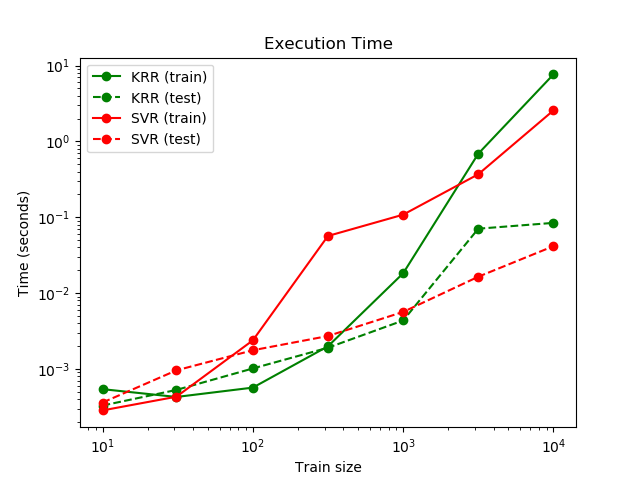 Execution Time
KRR (train)
KRR (test)
SVR (train)
SVR (test)
Time (seconds)
10¹
10⁰
10⁻¹
10⁻²
10⁻³
10¹ 10² 10³ 10⁴
Train size